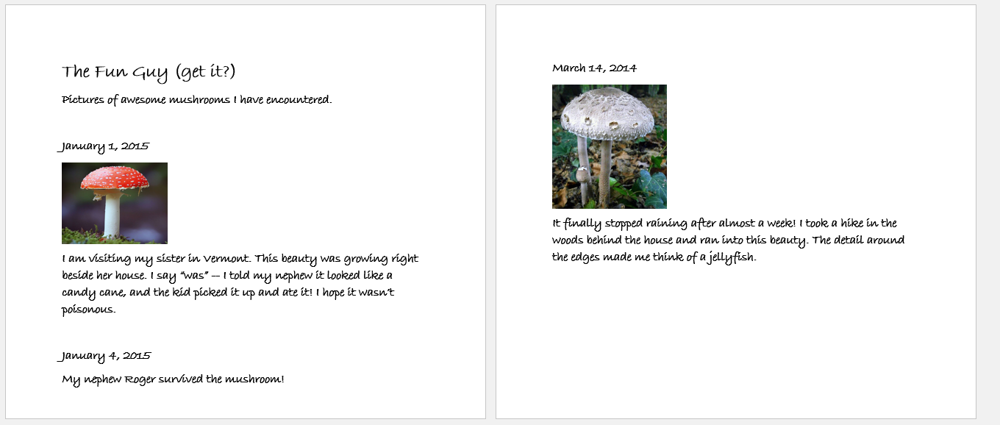 The Fun Guy (get it?)
Pictures of awesome mushrooms I have encountered.
January 1, 2015
I am visiting my sister in Vermont. This beauty was growing right
beside her house. I say “was” -- I told my nephew it looked like a
candy cane, and the kid picked it up and ate it! I hope it wasn’t
poisonous.
January 4, 2015
My nephew Roger survived the mushroom!
March 14, 2014
It finally stopped raining after almost a week! I took a hike in the
woods behind the house and ran into this beauty. The detail around
the edges made me think of a jellyfish.